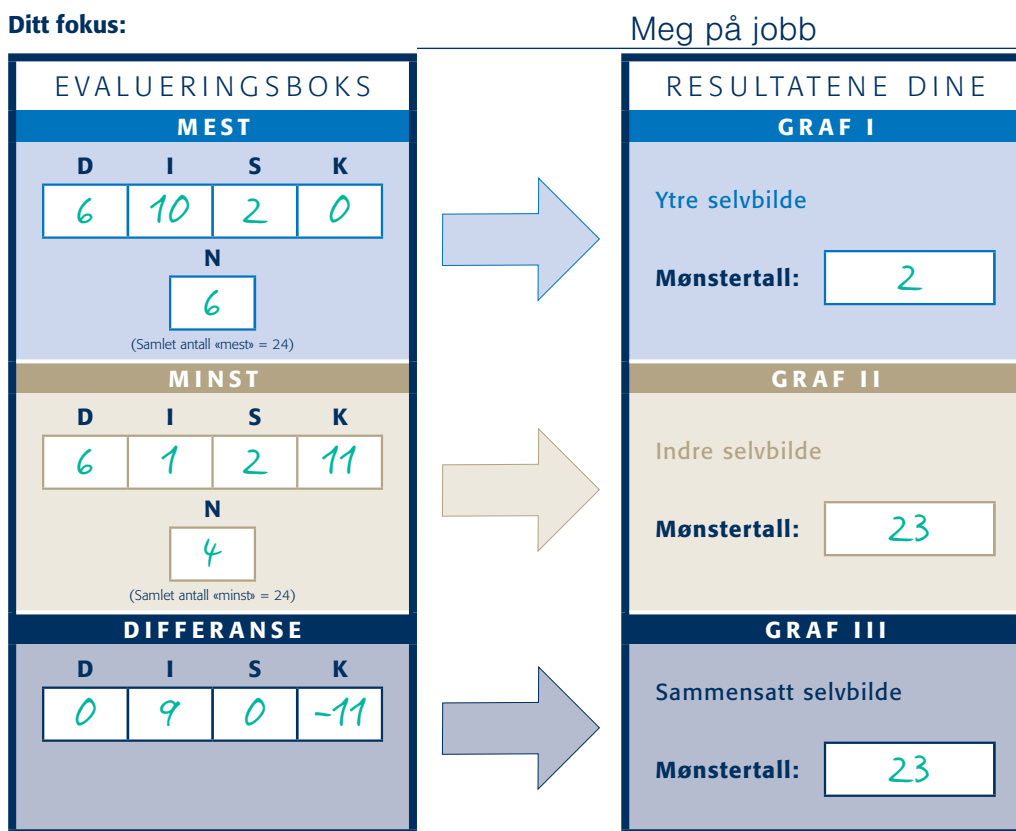 Ditt fokus:
Meg på jobb
EVALUERINGSBOKS
MEST
D I S K
6 10 2 0
N
6
(Samlet antall «mest» = 24)
MINST
D I S K
6 1 2 11
N
4
(Samlet antall «minst» = 24)
DIFFERANSE
D I S K
0 9 0 -11
RESULTATENE DINE
GRAF I
Ytre selvbilde
Mønstertall: 2
GRAF II
Indre selvbilde
Mønstertall: 23
GRAF III
Sammensatt selvbilde
Mønstertall: 23